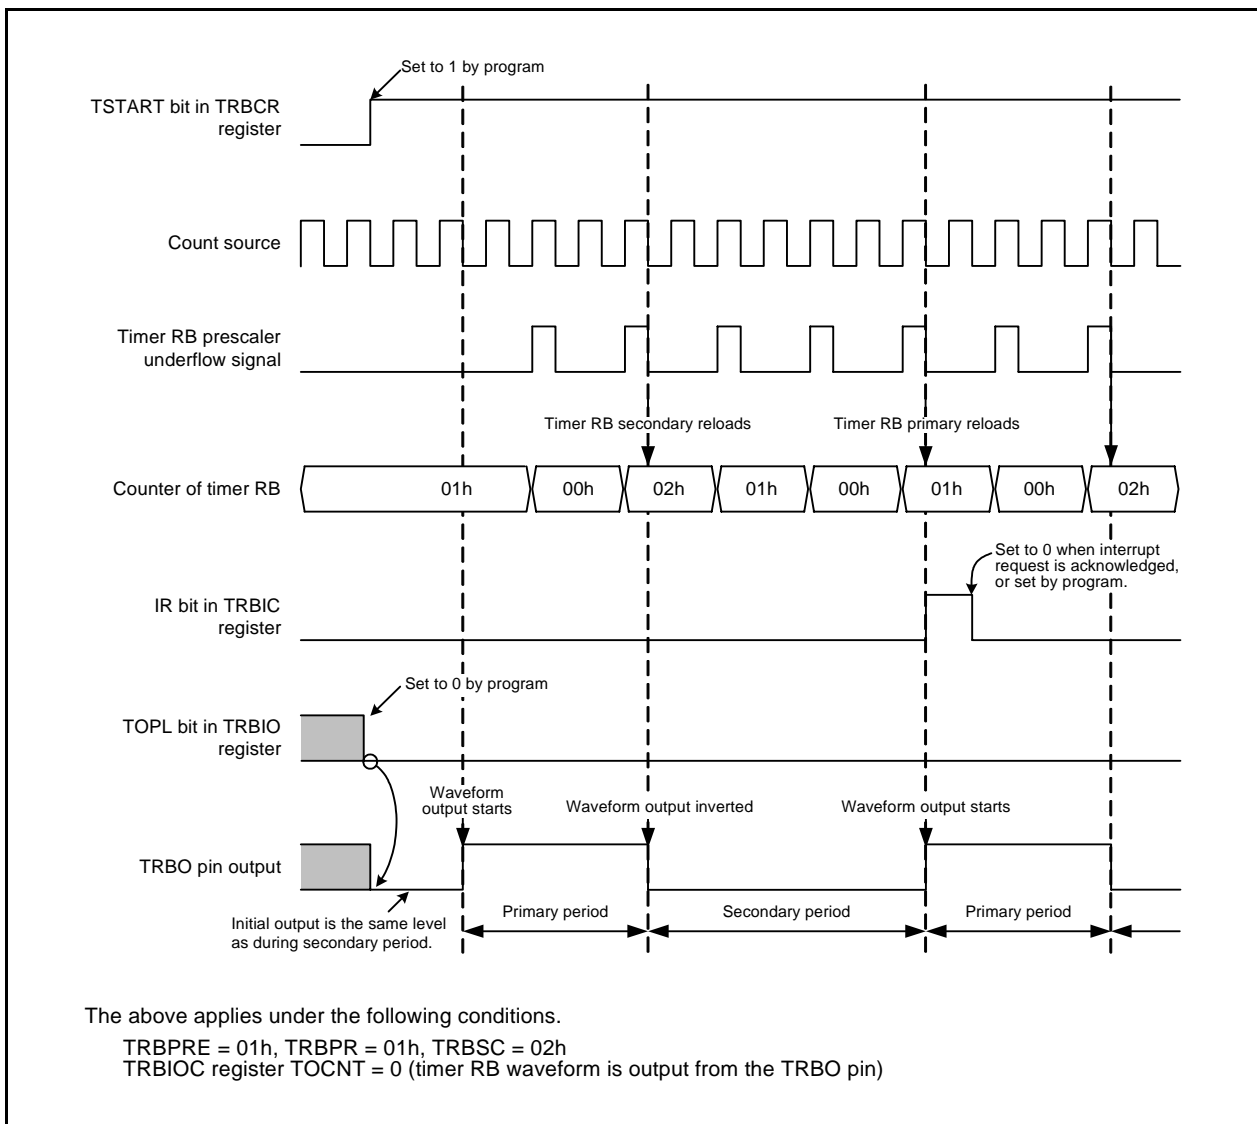 Set to 1 by program
TSTART bit in TRBCR
register
Count source
Timer RB prescaler
underflow signal
Timer RB secondary reloads
Timer RB primary reloads
Counter of timer RB
01h
00h
02h
01h
00h
01h
00h
02h
Set to 0 when interrupt
request is acknowledged,
or set by program.
IR bit in TRBIC
register
Set to 0 by program
TOPL bit in TRBIO
register
Waveform
output starts
Waveform output inverted
Waveform output starts
TRBO pin output
Initial output is the same level
as during secondary period.
Primary period
Secondary period
Primary period
The above applies under the following conditions.
TRBPRE = 01h, TRBPR = 01h, TRBSC = 02h
TRBIOC register TOCNT = 0 (timer RB waveform is output from the TRBO pin)